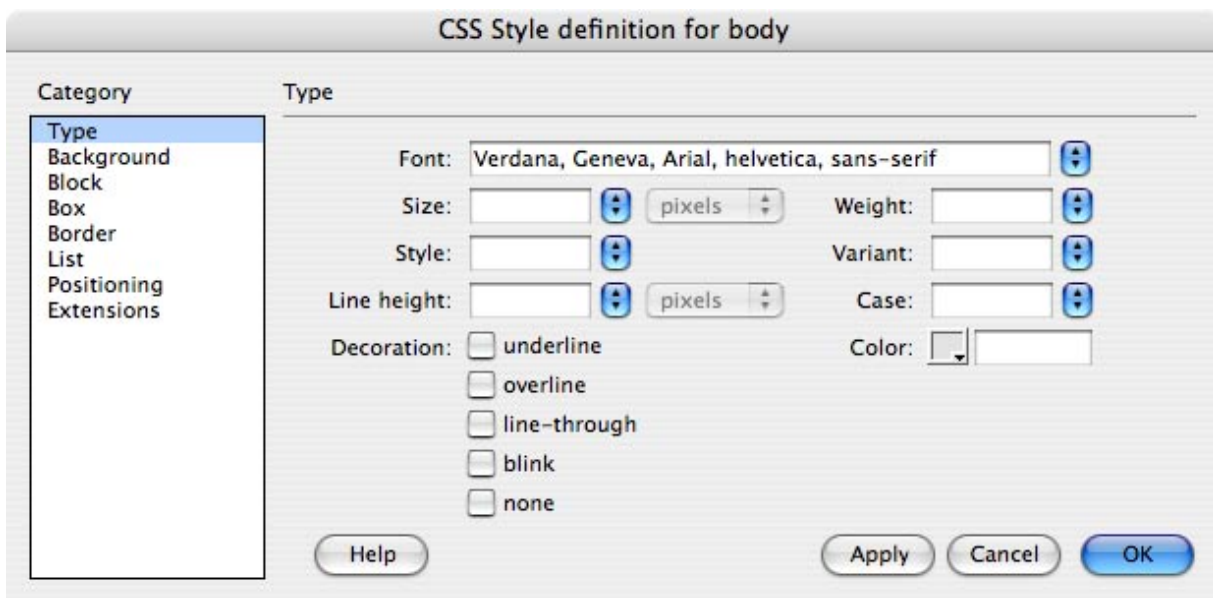 CSS Style definition for body
Category
Type
Background
Block
Box
Border
List
Positioning
Extensions
Type
Font: Verdana, Geneva, Arial, helvetica, sans-serif
Size: pixels Weight:
Style: Variant:
Line height: pixels Case:
Decoration: underline Color:
overline
line-through
blink
none
Help Apply Cancel OK